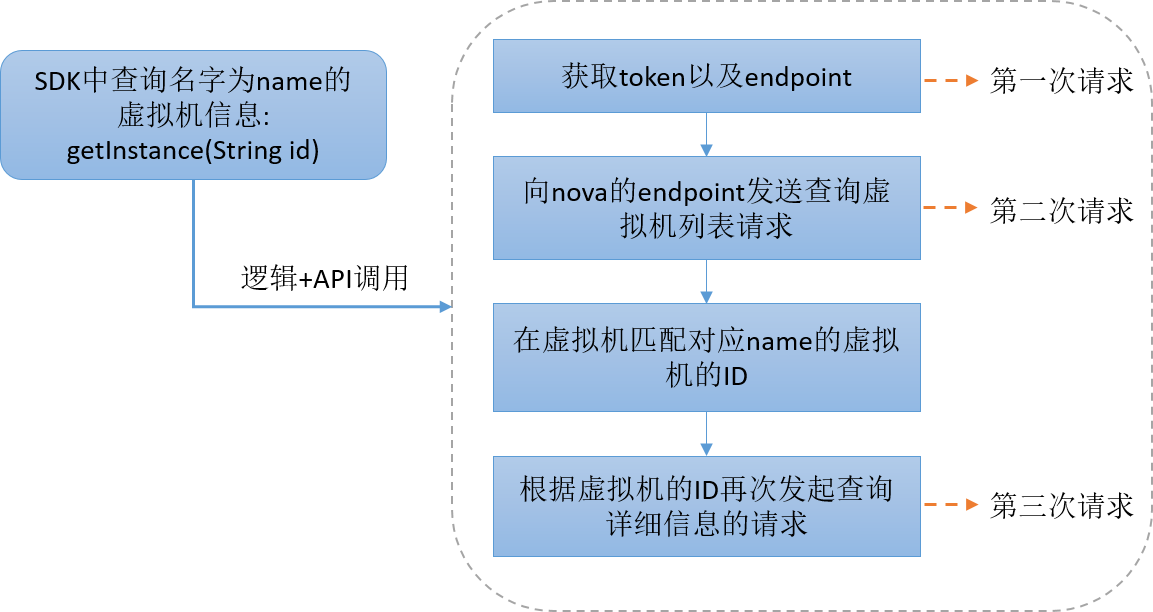 SDK中查询名字为name的
虚拟机信息:
getInstance(String id)
逻辑+API调用
获取token以及endpoint
第一次请求
向nova的endpoint发送查询虚
拟机列表请求
第二次请求
在虚拟机匹配对应name的虚拟
机的ID
根据虚拟机的ID再次发起查询
详细信息的请求
第三次请求